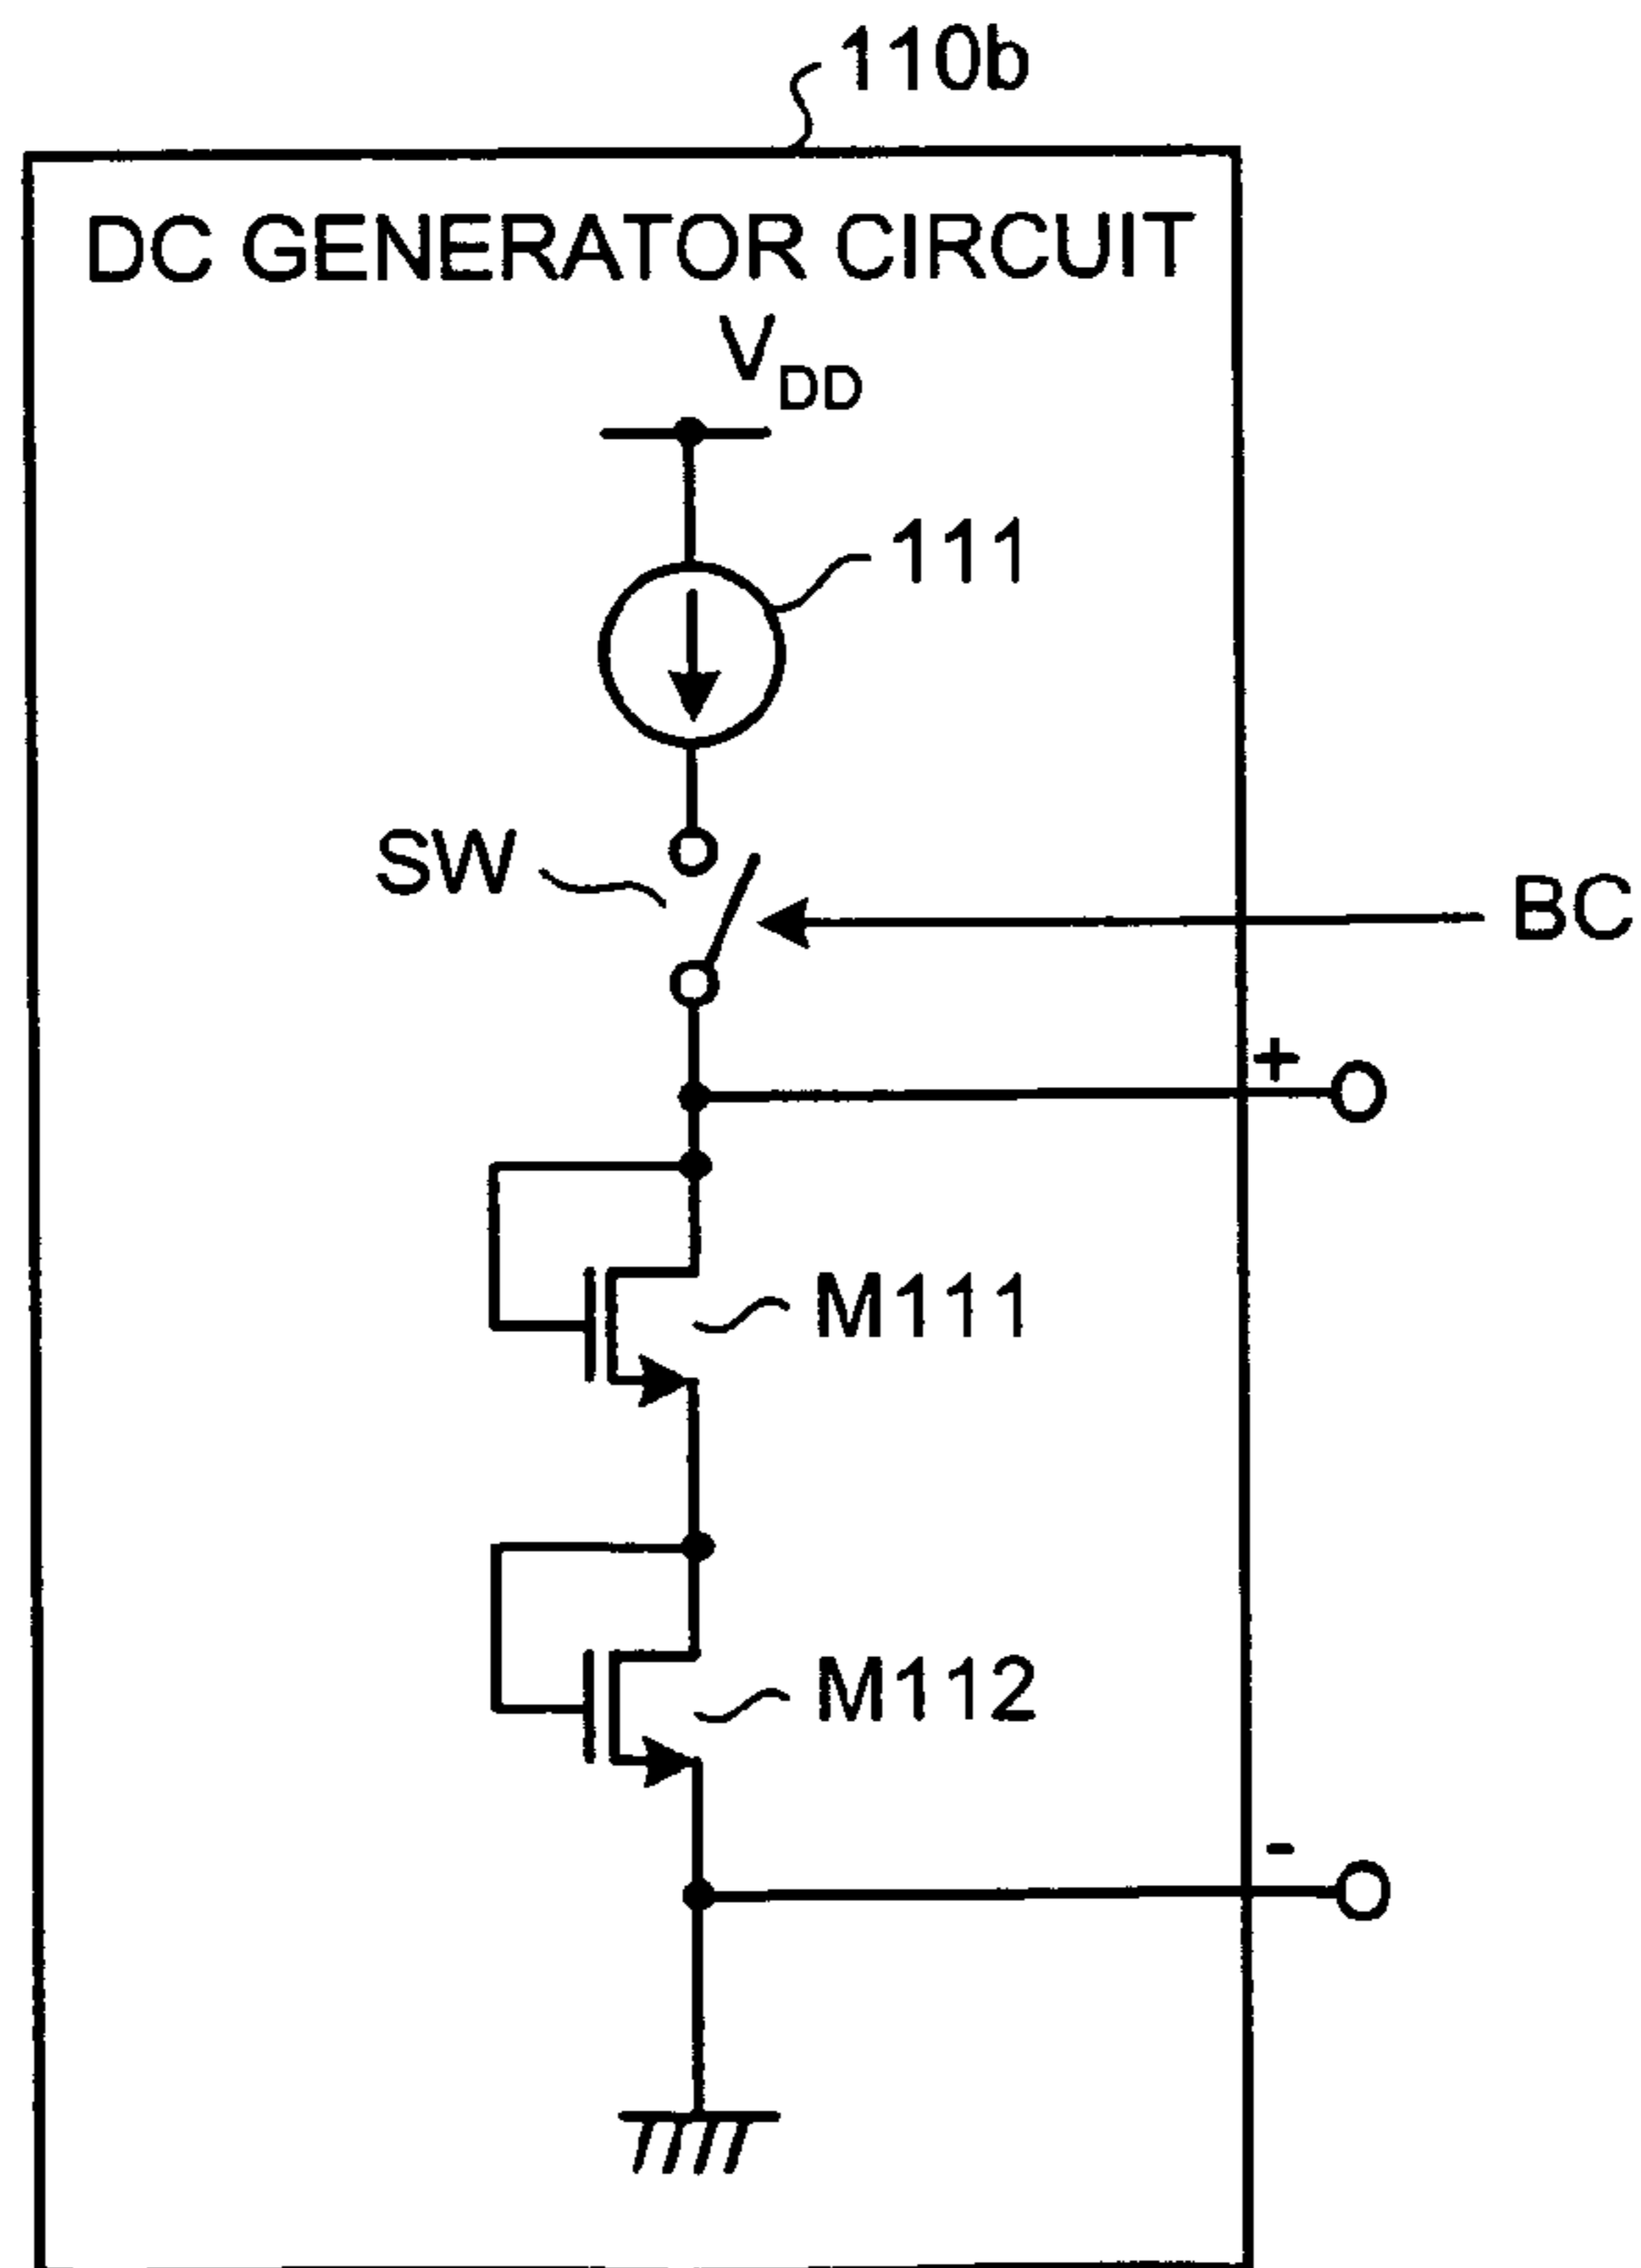 110b
DC GENERATOR CIRCUIT
VDD
111
SW
BC
+
M111
M112
-